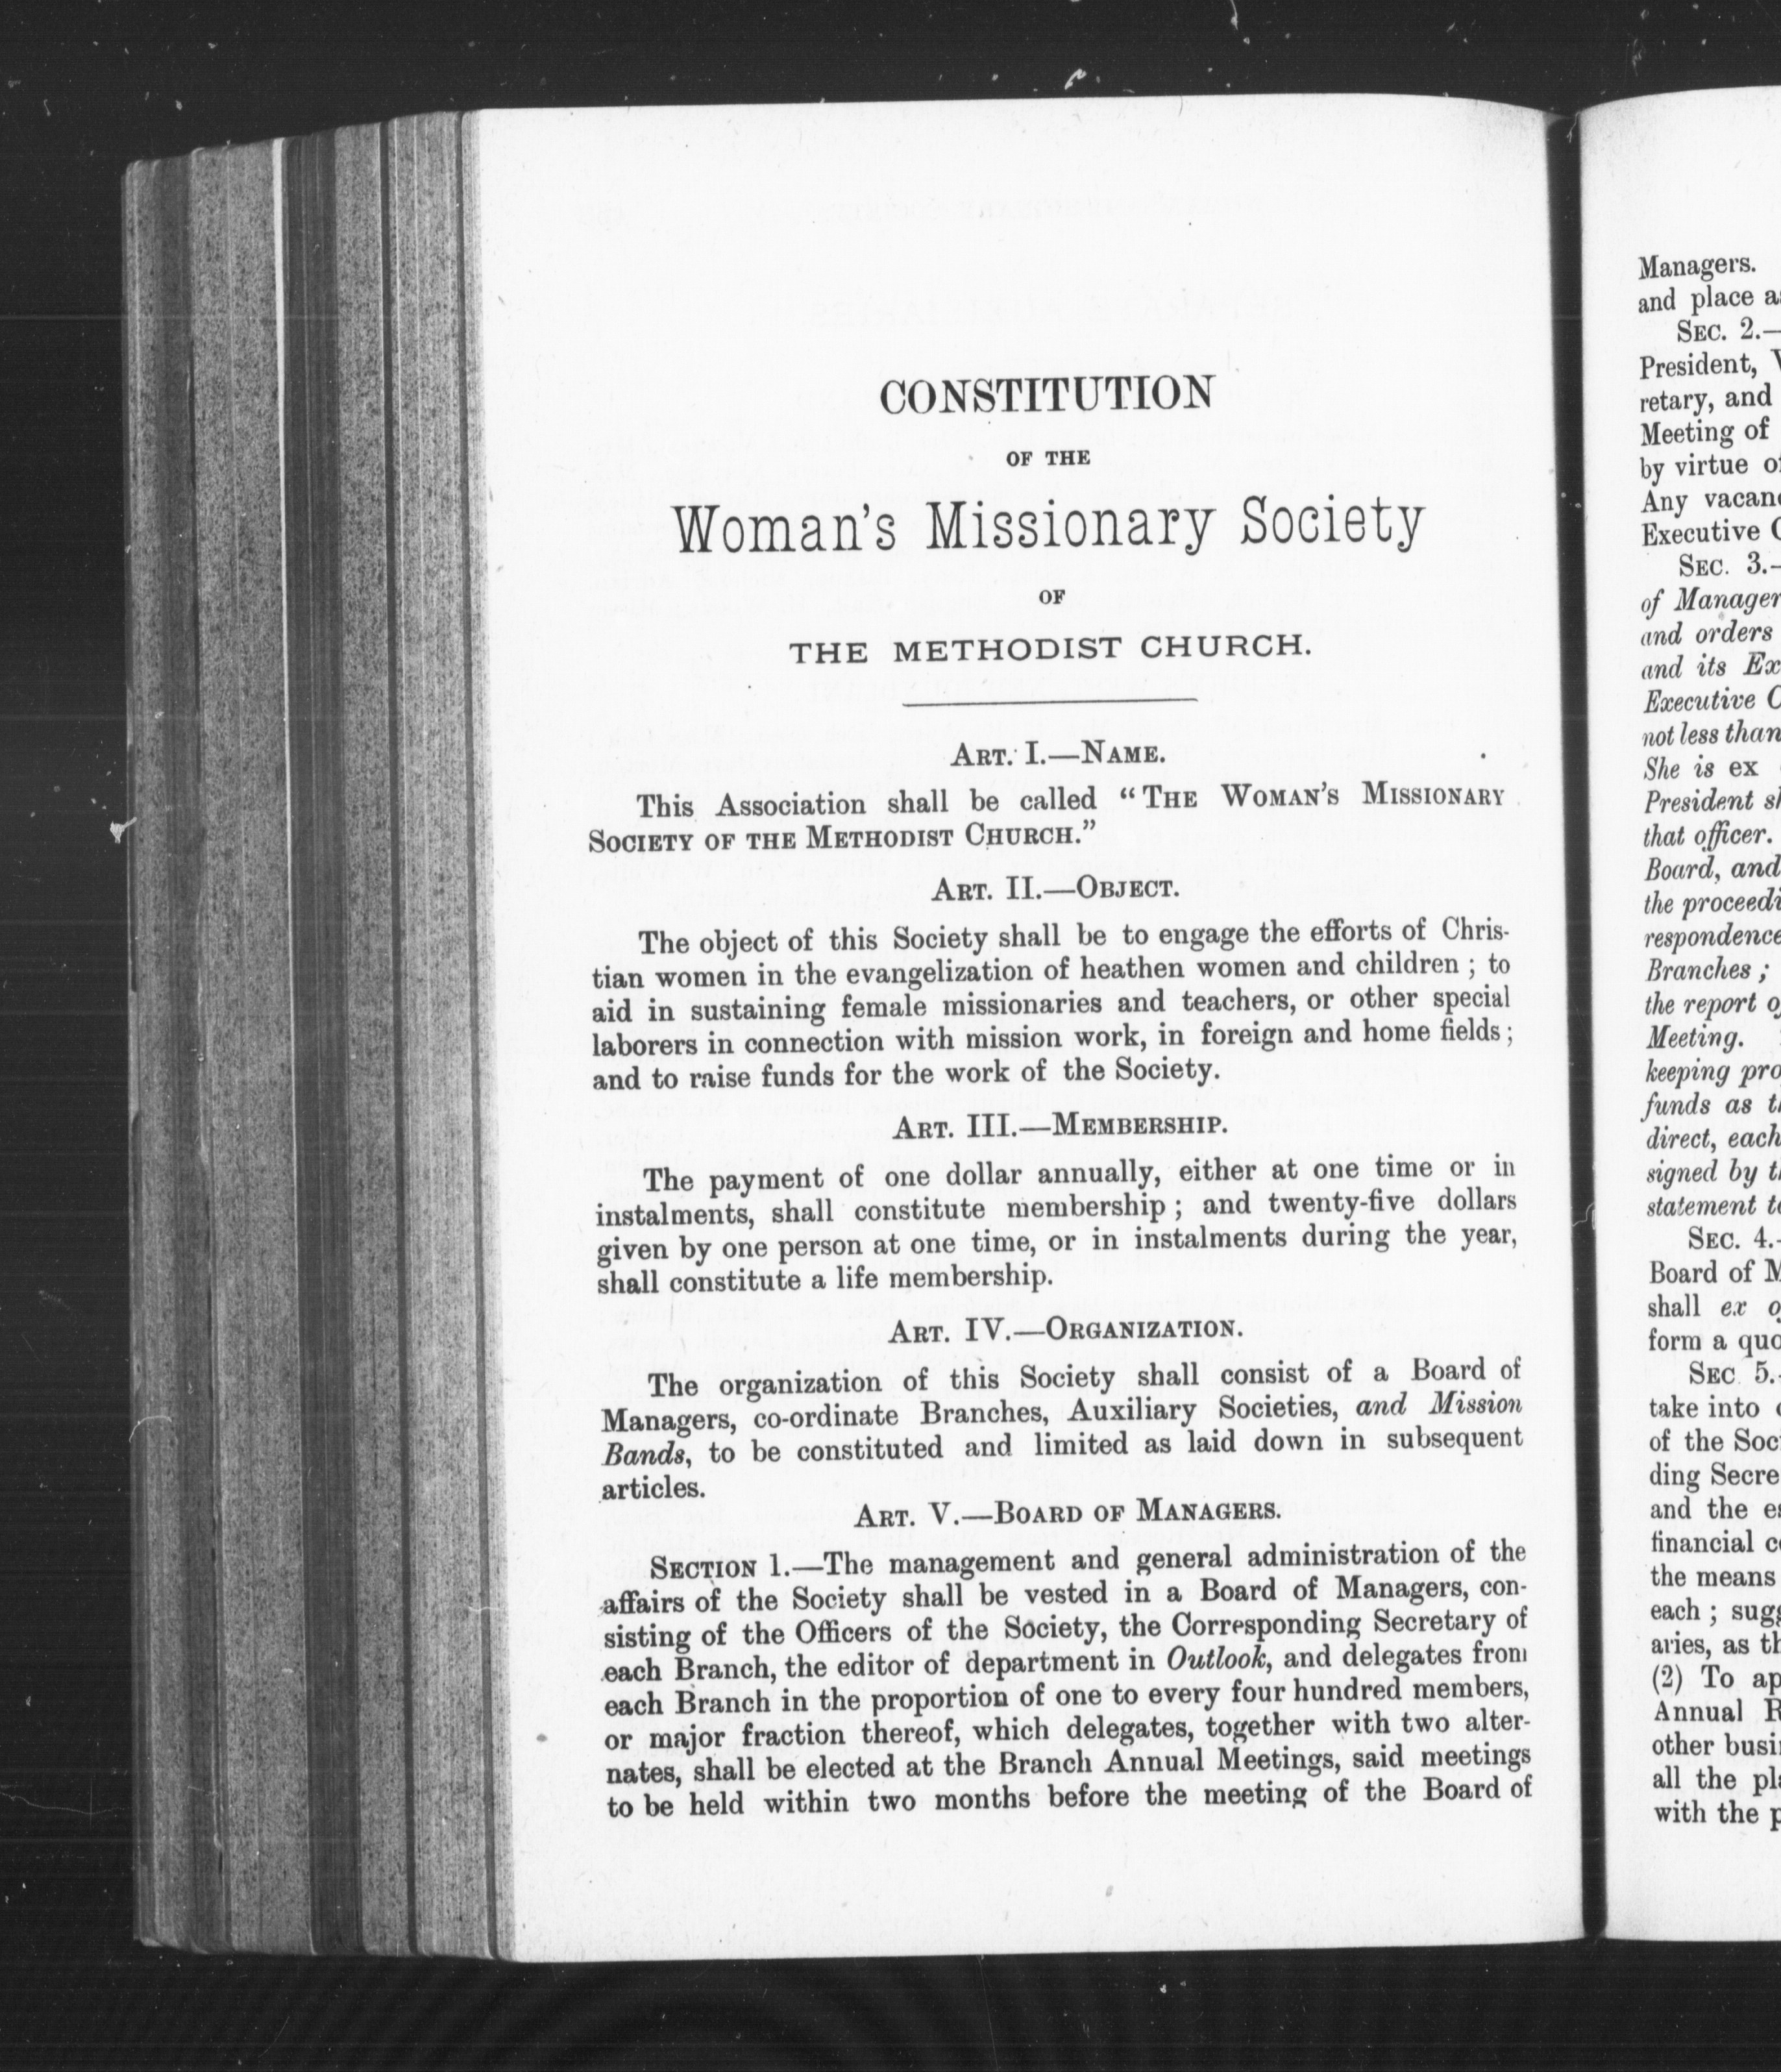 CONSTITUTION
OF THE
Woman's Missionary Society
OF
THE METHODIST CHURCH.
ART. I.—NAME.
This Association shall be called "THE WOMAN'S MISSIONARY
SOCIETY OF THE METHODIST CHURCH."
ART. II.—OBJECT.
The object of this Society shall be to engage the efforts of Chris-
tian women in the evangelization of heathen women and children ; to
aid in sustaining female missionaries and teachers, or other special
laborers in connection with mission work, in foreign and home fields ;
and to raise funds for the work of the Society.
ART. III.—MEMBERSHIP.
The payment of one dollar annually, either at one time or in
instalments, shall constitute membership ; and twenty-five dollars
given by one person at one time, or in instalments during the year,
shall constitute a life membership.
ART. IV.—ORGANIZATION.
The organization of this Society shall consist of a Board of
Managers, co-ordinate Branches, Auxiliary Societies, and Mission
Bands, to be constituted and limited as laid down in subsequent
articles.
ART. V.—BOARD OF MANAGERS.
SECTION 1.—The management and general administration of the
affairs of the Society shall be vested in a Board of Managers, con-
sisting of the Officers of the Society, the Corresponding Secretary of
each Branch, the editor of department in Outlook, and delegates from
each Branch in the proportion of one to every four hundred members,
or major fraction thereof, which delegates, together with two alter-
nates, shall be elected at the Branch Annual Meetings, said meetings
to be held within two months before the meeting of the Board of
Managers.
and place
SEC. 2.—
President,
retary, and
Meeting of
by virtue
Any
Executive
SEC. 3.—
of
and orders
and its
Executive
not less than
She is ex
President
that officer.
Board, and
the
Branches ;
the report
Meeting.
keeping
funds as
direct, each
signed by
statement
SEC. 4.
Board of
shall ex
form a
SEC 5.
take into
of the
ding
and the
financial
the means
each ;
aries, as
(2) To
Annual
other
all the
with the